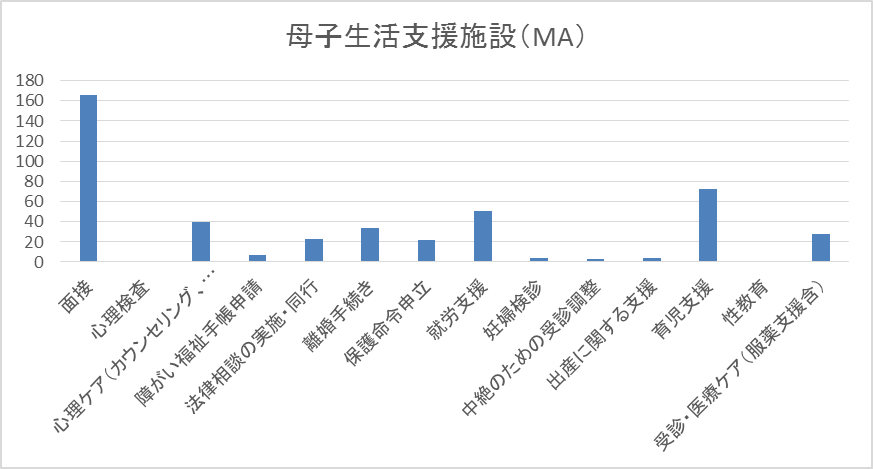 母子生活支援施設（MA）
180
160
140
120
100
80
60
40
20
0
面接
心理検査
心理ケア（カウンセリング、…
障がい福祉手帳申請
法律相談の実施・同行
離婚手続き
保護命令申立
就労支援
妊婦検診
中絶のための受診調整
出産に関する支援
育児支援
性教育
受診・医療ケア（服薬支援含）